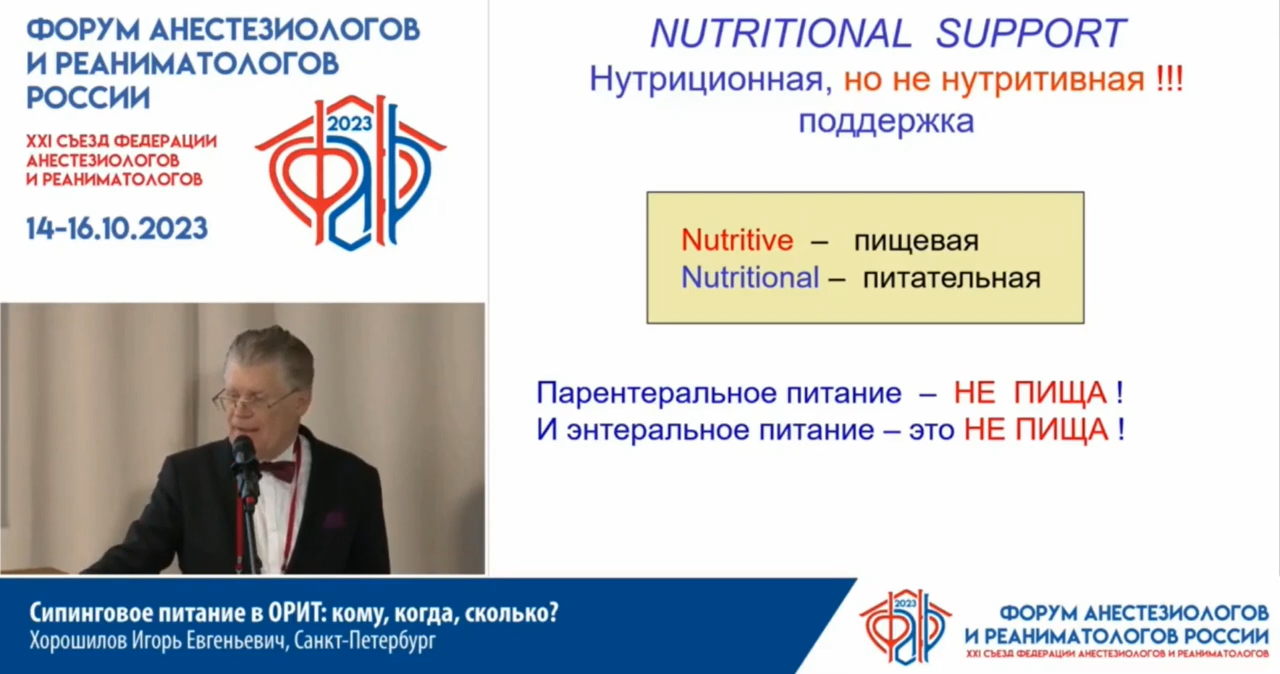 ФОРУМ АНЕСТЕЗИОЛОГОВ
И РЕАНИМАТОЛОГОВ
РОССИИ
XXI СЪЕЗД ФЕДЕРАЦИИ
АНЕСТЕЗИОЛОГОВ
И РЕАНИМАТОЛОГОВ
2023
ФАР
14-16.10.2023
NUTRITIONAL SUPPORT
Нутриционная, но не нутритивная !!!
поддержка
Nutritive – пищевая
Nutritional – питательная
Парентеральное питание – НЕ ПИЩА !
И энтеральное питание – это НЕ ПИЩА !
Сипинговое питание в ОРИТ: кому, когда, сколько?
Хорошилов Игорь Евгеньевич, Санкт-Петербург
2023
ФАР
ФОРУМ АНЕСТЕЗИОЛОГОВ
И РЕАНИМАТОЛОГОВ РОССИИ
XXI СЪЕЗД ФЕДЕРАЦИИ АНЕСТЕЗИОЛОГОВ И РЕАНИМАТОЛОГОВ